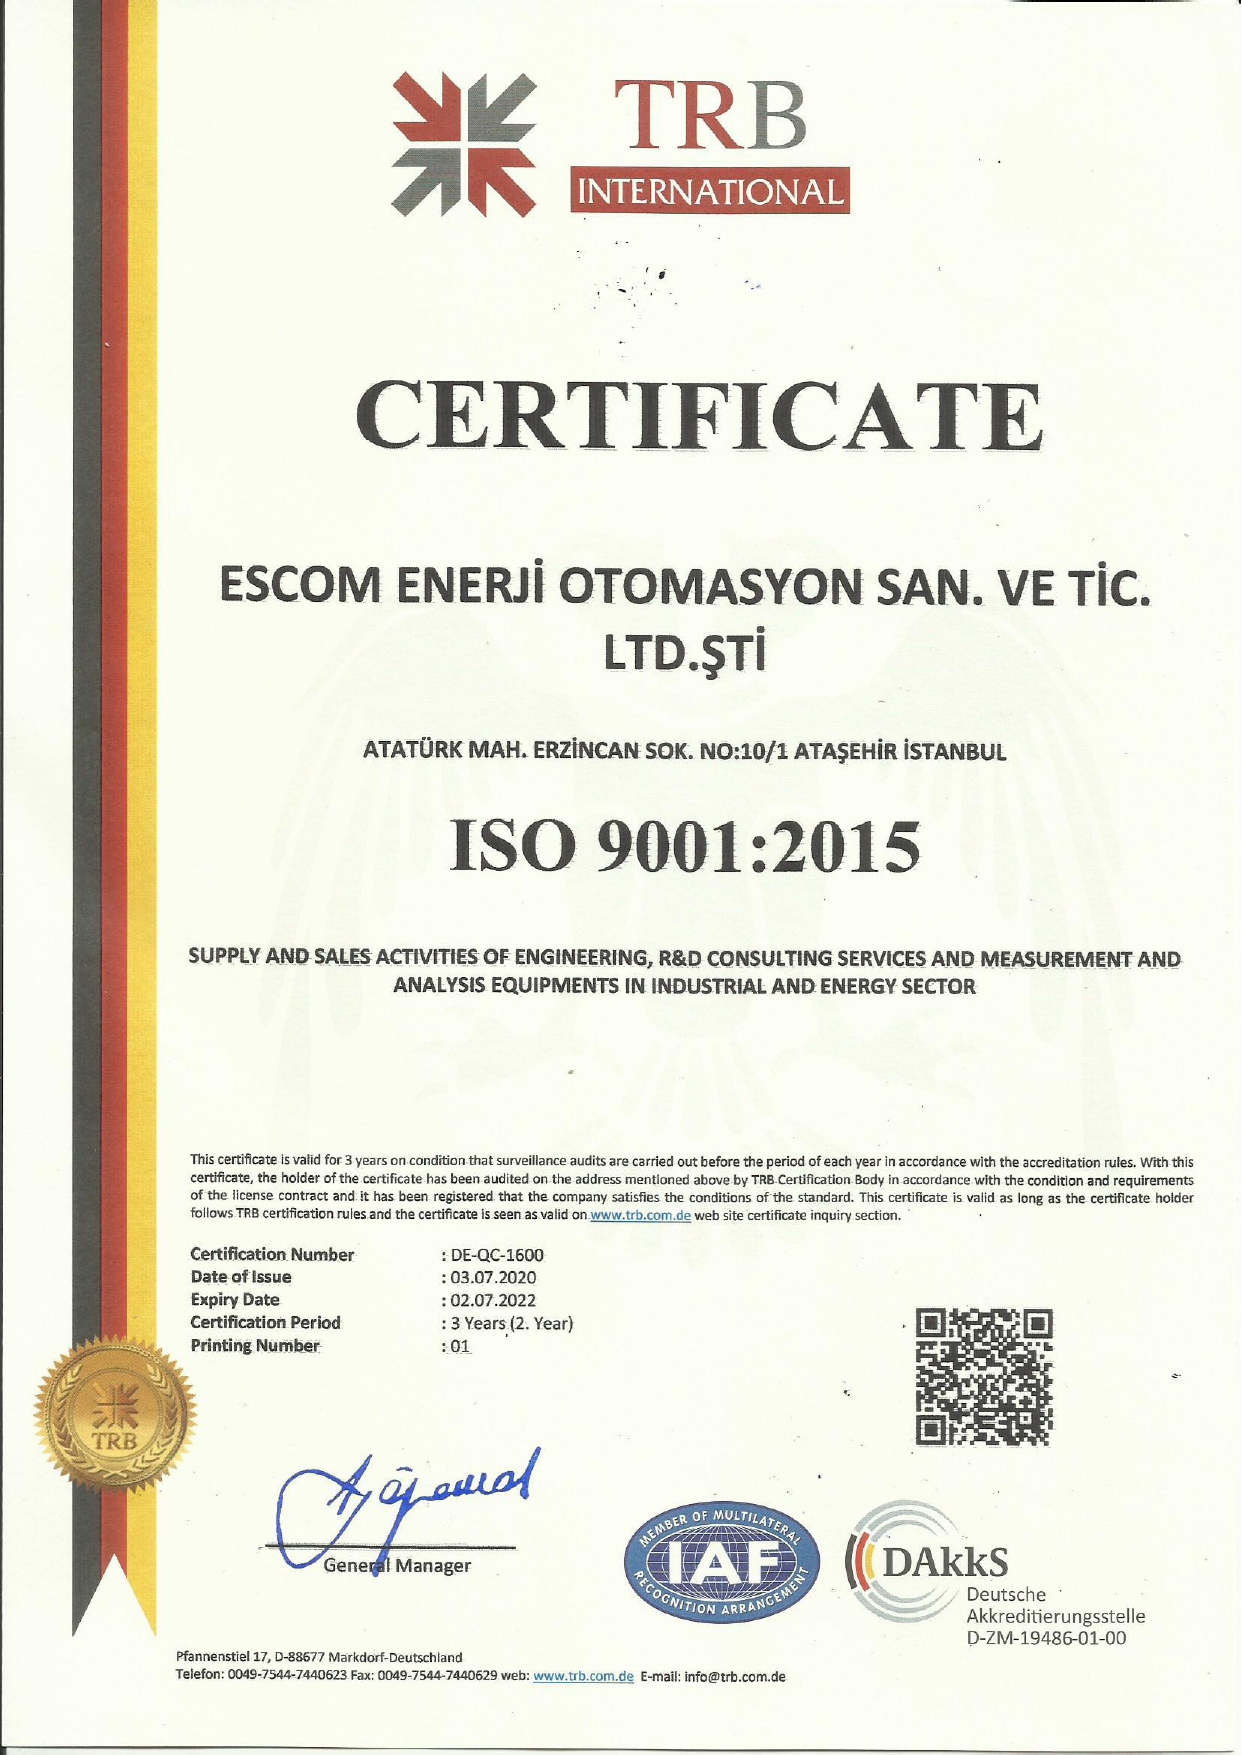 TRB
INTERNATIONAL
CERTIFICATE
ESCOM ENERJİ OTOMASYON SAN. VE TİC.
LTD.ŞTİ
ATATÜRK MAH. ERZİNCAN SOK. NO:10/1 ATAŞEHİR İSTANBUL
ISO 9001:2015
SUPPLY AND SALES ACTIVITIES OF ENGINEERING, R&D CONSULTING SERVICES AND MEASUREMENT AND
ANALYSIS EQUIPMENTS IN INDUSTRIAL AND ENERGY SECTOR
This certificate is valid for 3 years on condition that surveillance audits are carried out before the period of each year in accordance with the accreditation rules. With this
certificate, the holder of the certificate has been audited on the address mentioned above by TRB Certification Body in accordance with the condition and requirements
of the license contract and it has been registered that the company satisfies the conditions of the standard. This certificate is valid as long as the certificate holder
follows TRB certification rules and the certificate is seen as valid on www.trb.com.de web site certificate inquiry section.
Certification Number : DE-QC-1600
Date of Issue : 03.07.2020
Expiry Date : 02.07.2022
Certification Period : 3 Years (2. Year)
Printing Number : 01
TRB
General Manager
MEMBER OF MULTILATERAL
IAF
RECOGNITION ARRANGEMENT
DAkkS
Deutsche
Akkreditierungsstelle
D-ZM-19486-01-00
Pfannenstiel 17, D-88677 Markdorf-Deutschland
Telefon: 0049-7544-7440623 Fax: 0049-7544-7440629 web: www.trb.com.de E-mail: info@trb.com.de